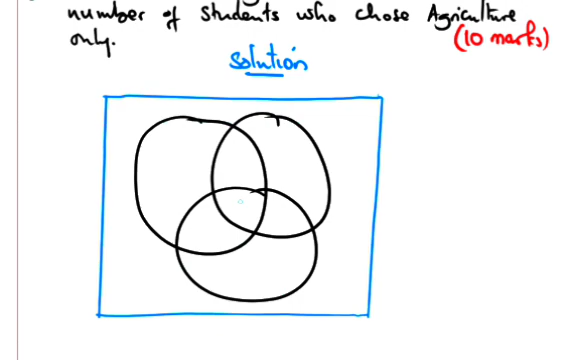 number of students who chose Agriculture
only.
(10 marks)
Solution